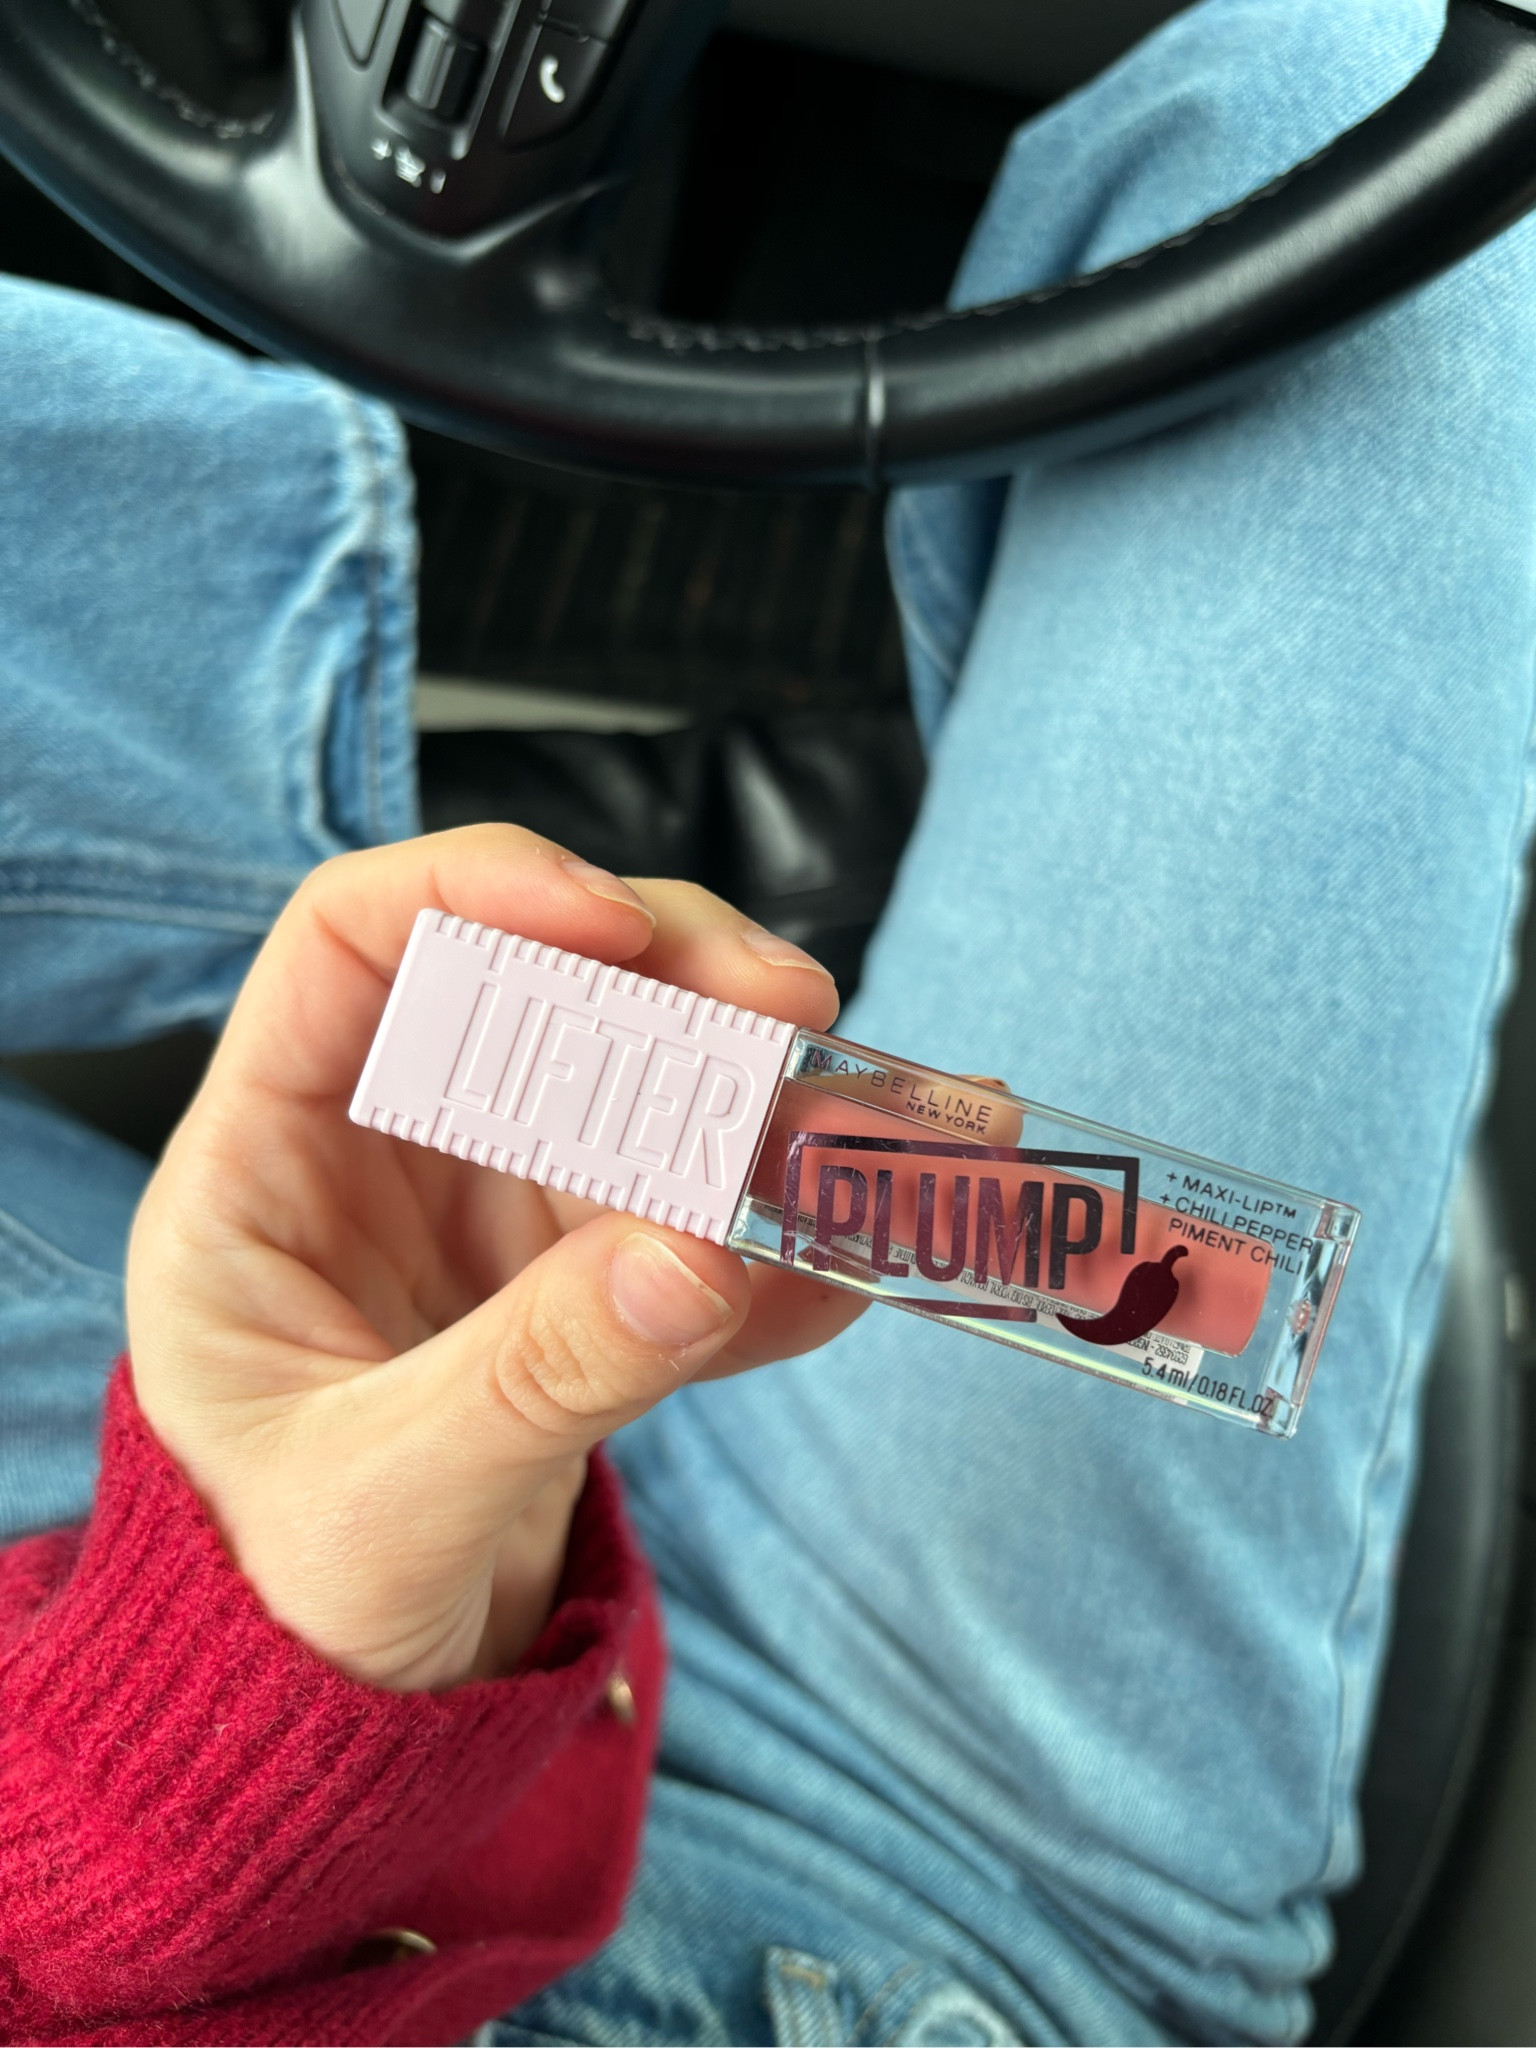 LIFTER
MAYBELLINE
NEW YORK
PLUMP
+ MAXI-LIP™
+ CHILI PEPPER
PIMENT CHILI
5.4 ml / 0.18 FL.OZ.